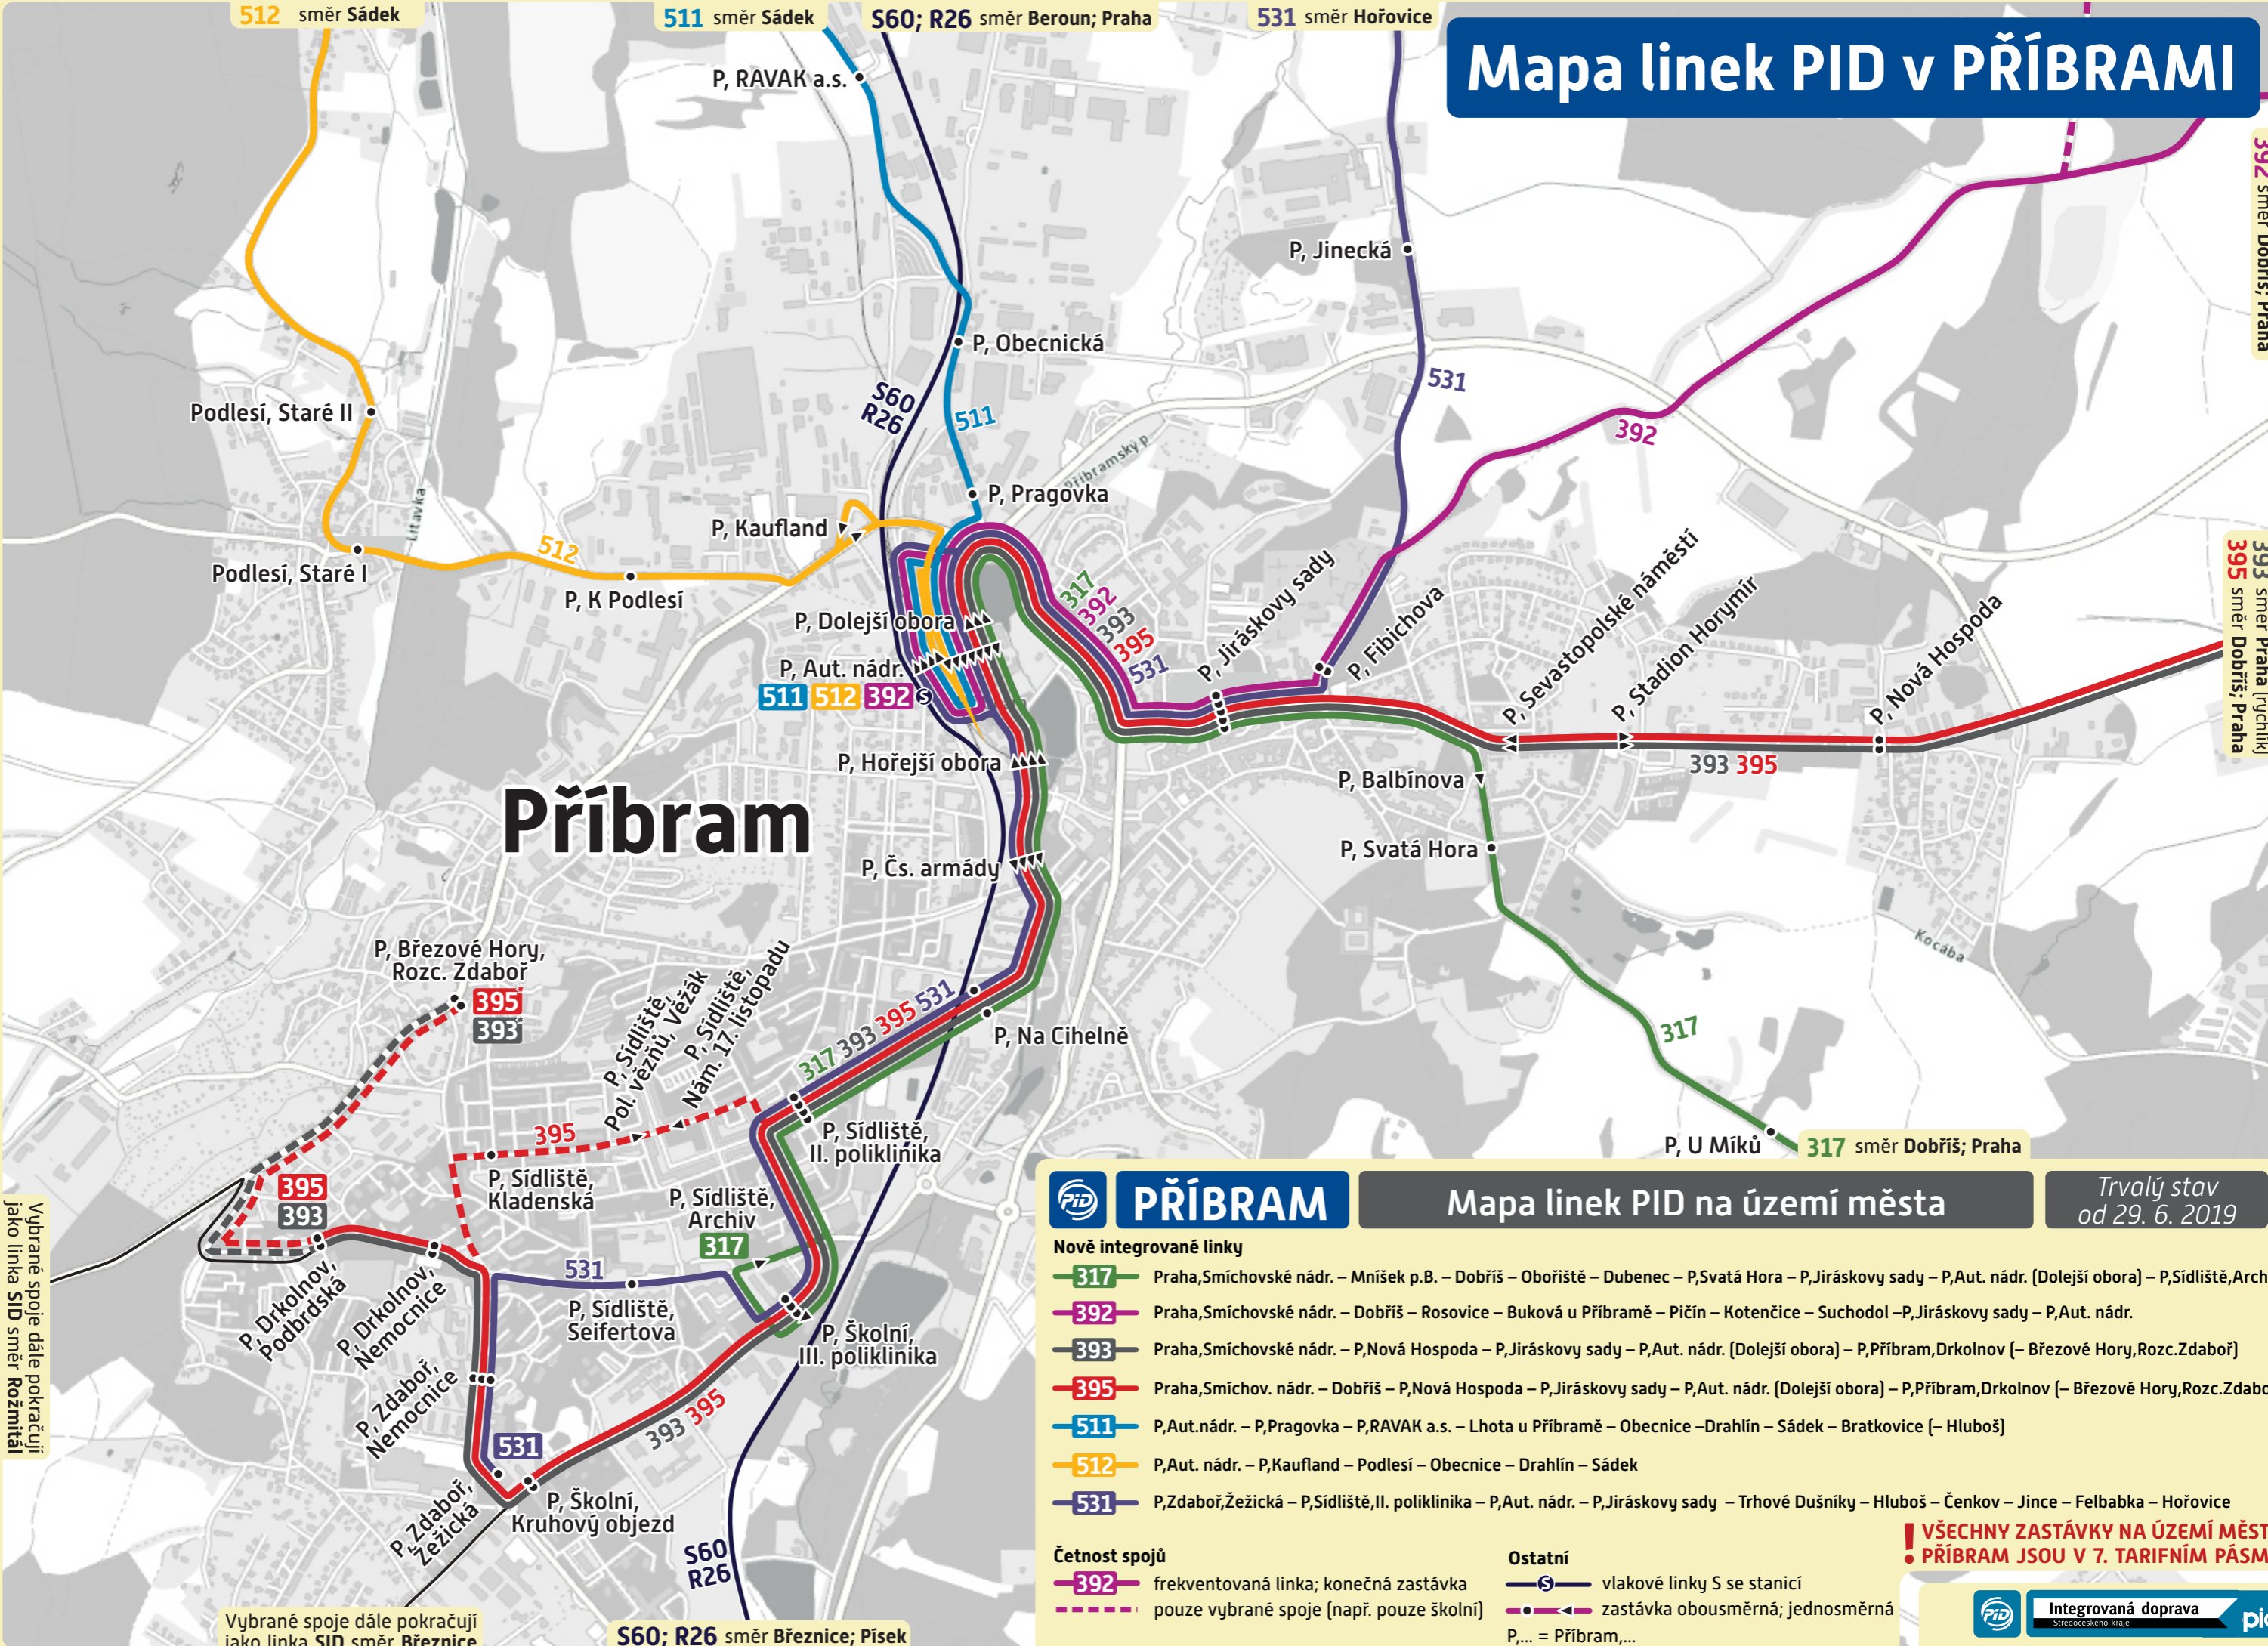 512 směr Sádek
511 směr Sádek
S60; R26 směr Beroun; Praha
531 směr Hořovice
Mapa linek PID v PŘÍBRAMI
P, RAVAK a.s.
392 směr Dobříš; Praha
P, Jinecká
P, Obecnická
S60
R26
531
Podlesí, Staré II
511
392
Příbramský p
Litavka
P, Pragovka
P, Kaufland
512
Podlesí, Staré I
P, K Podlesí
317
392
393
395
531
P, Jiráskovy sady
P, Fibichova
P, Sevastopolské náměstí
P, Stadion Horymír
P, Nová Hospoda
393 směr Praha (rychlík)
395 směr Dobříš; Praha
P, Dolejší obora
P, Aut. nádr.
511 512 392 S
P, Hořejší obora
393 395
P, Balbínova
Příbram
P, Svatá Hora
P, Čs. armády
Kocába
P, Březové Hory,
Rozc. Zdaboř
395
393
P, Sídliště,
Pol. vězňů, Věžák
P, Sídliště,
Nám. 17. listopadu
317 393 395 531
P, Na Cihelně
317
395
P, Sídliště,
II. poliklinika
P, U Míků
317 směr Dobříš; Praha
P, Sídliště,
Kladenská
P, Sídliště,
Archiv
317
395
393
Vybrané spoje dále pokračují
jako linka SID směr Rožmitál
531
P, Drkolnov,
Podbrdská
P, Drkolnov,
Nemocnice
P, Sídliště,
Seifertova
P, Školní,
III. poliklinika
P, Zdaboř,
Nemocnice
393 395
531
P, Zdaboř,
Žežická
P, Školní,
Kruhový objezd
S60
R26
Vybrané spoje dále pokračují
jako linka SID směr Březnice
S60; R26 směr Březnice; Písek
PID PŘÍBRAM Mapa linek PID na území města
Trvalý stav
od 29. 6. 2019
Nově integrované linky
317 Praha,Smíchovské nádr. – Mníšek p.B. – Dobříš – Obořiště – Dubenec – P,Svatá Hora – P,Jiráskovy sady – P,Aut. nádr. (Dolejší obora) – P,Sídliště,Arch
392 Praha,Smíchovské nádr. – Dobříš – Rosovice – Buková u Příbramě – Pičín – Kotenčice – Suchodol –P,Jiráskovy sady – P,Aut. nádr.
393 Praha,Smíchovské nádr. – P,Nová Hospoda – P,Jiráskovy sady – P,Aut. nádr. (Dolejší obora) – P,Příbram,Drkolnov (– Březové Hory,Rozc.Zdaboř)
395 Praha,Smíchov. nádr. – Dobříš – P,Nová Hospoda – P,Jiráskovy sady – P,Aut. nádr. (Dolejší obora) – P,Příbram,Drkolnov (– Březové Hory,Rozc.Zdabo
511 P,Aut.nádr. – P,Pragovka – P,RAVAK a.s. – Lhota u Příbramě – Obecnice –Drahlín – Sádek – Bratkovice (– Hluboš)
512 P,Aut. nádr. – P,Kaufland – Podlesí – Obecnice – Drahlín – Sádek
531 P,Zdaboř,Žežická – P,Sídliště,II. poliklinika – P,Aut. nádr. – P,Jiráskovy sady – Trhové Dušníky – Hluboš – Čenkov – Jince – Felbabka – Hořovice
! VŠECHNY ZASTÁVKY NA ÚZEMÍ MĚST
PŘÍBRAM JSOU V 7. TARIFNÍM PÁSM
Četnost spojů
392 frekventovaná linka; konečná zastávka
pouze vybrané spoje (např. pouze školní)
Ostatní
S vlakové linky S se stanicí
zastávka obousměrná; jednosměrná
P,... = Příbram,...
PID
Integrovaná doprava
Středočeského kraje
pid